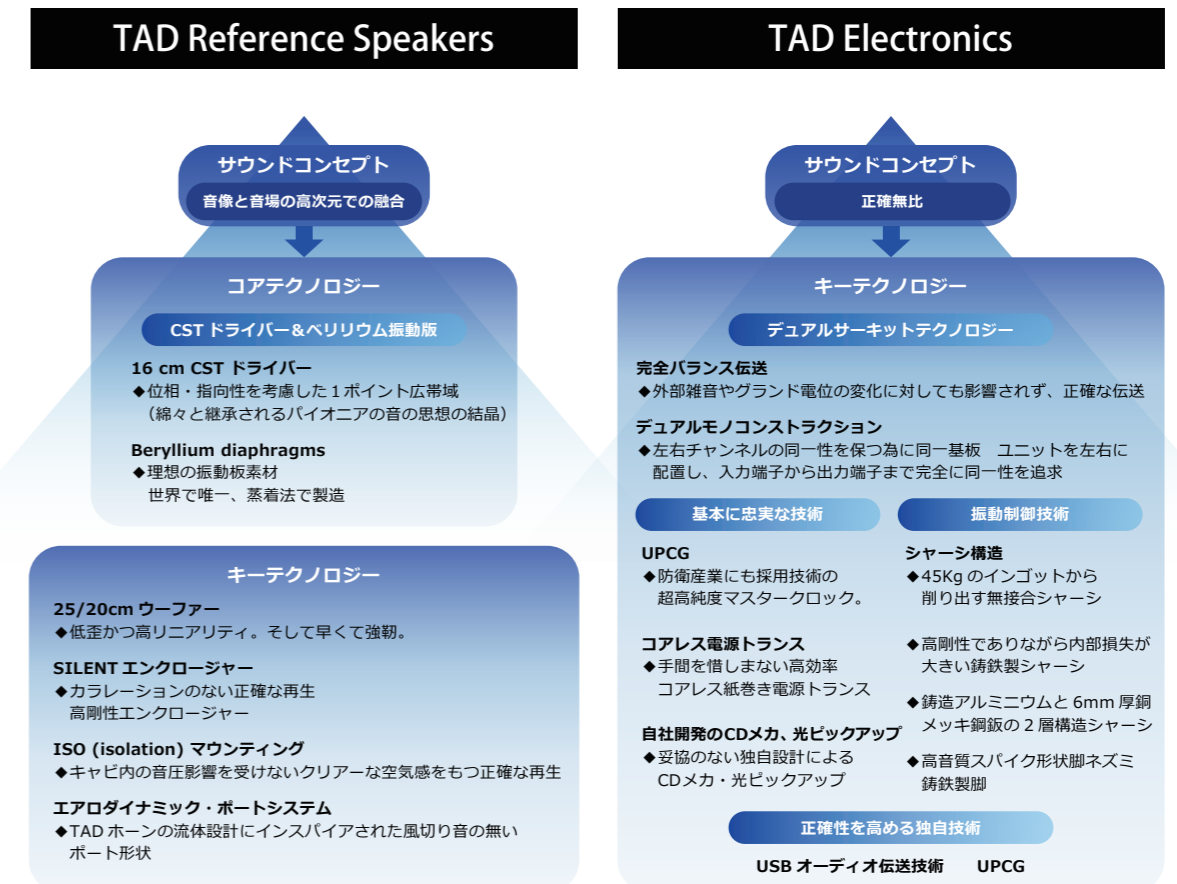 TAD Reference Speakers
サウンドコンセプト
音像と音場の高次元での融合
コアテクノロジー
CST ドライバー＆ベリリウム振動版
16 cm CST ドライバー
◆位相・指向性を考慮した１ポイント広帯域
（綿々と継承されるパイオニアの音の思想の結晶）
Beryllium diaphragms
◆理想の振動板素材
世界で唯一、蒸着法で製造
キーテクノロジー
25/20cm ウーファー
◆低歪かつ高リニアリティ。そして早くて強靭。
SILENT エンクロージャー
◆カラレーションのない正確な再生
高剛性エンクロージャー
ISO (isolation) マウンティング
◆キャビ内の音圧影響を受けないクリアーな空気感をもつ正確な再生
エアロダイナミック・ポートシステム
◆TAD ホーンの流体設計にインスパイアされた風切り音の無い
ポート形状
TAD Electronics
サウンドコンセプト
正確無比
キーテクノロジー
デュアルサーキットテクノロジー
完全バランス伝送
◆外部雑音やグランド電位の変化に対しても影響されず、正確な伝送
デュアルモノコンストラクション
◆左右チャンネルの同一性を保つ為に同一基板　ユニットを左右に
配置し、入力端子から出力端子まで完全に同一性を追求
基本に忠実な技術
UPCG
◆防衛産業にも採用技術の
超高純度マスタークロック。
コアレス電源トランス
◆手間を惜しまない高効率
コアレス紙巻き電源トランス
自社開発のCDメカ、光ピックアップ
◆妥協のない独自設計による
CDメカ・光ピックアップ
振動制御技術
シャーシ構造
◆45Kg のインゴットから
削り出す無接合シャーシ
◆高剛性でありながら内部損失が
大きい鋳鉄製シャーシ
◆鋳造アルミニウムと 6mm 厚銅
メッキ鋼鈑の 2 層構造シャーシ
◆高音質スパイク形状脚ネズミ
鋳鉄製脚
正確性を高める独自技術
USB オーディオ伝送技術　UPCG